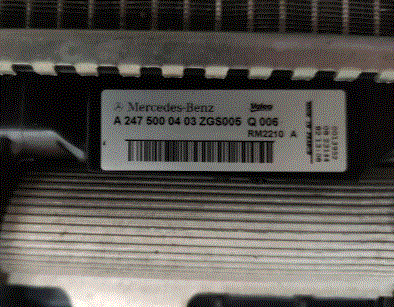 Mercedes-Benz Valeo
A 247 500 04 03 ZGS005 Q 006
RM2210 A